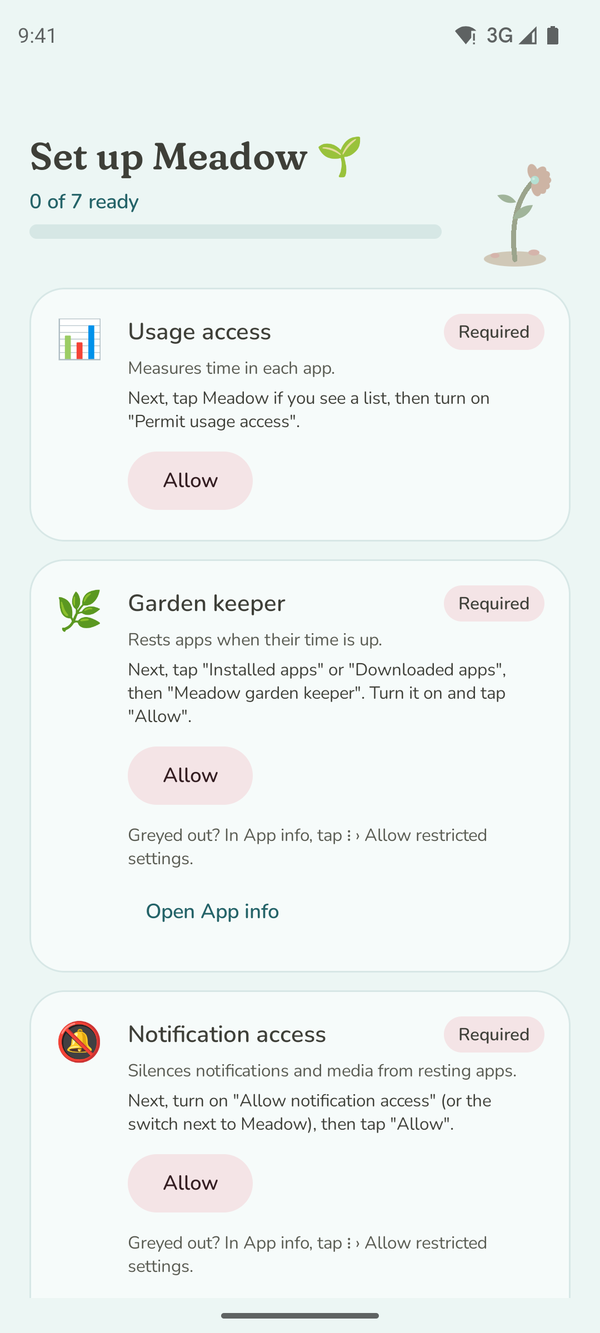 9:41
3G
Set up Meadow 🌱
0 of 7 ready
Usage access
Required
Measures time in each app.
Next, tap Meadow if you see a list, then turn on
"Permit usage access".
Allow
Garden keeper
Required
Rests apps when their time is up.
Next, tap "Installed apps" or "Downloaded apps",
then "Meadow garden keeper". Turn it on and tap
"Allow".
Allow
Greyed out? In App info, tap ⋮ › Allow restricted
settings.
Open App info
Notification access
Required
Silences notifications and media from resting apps.
Next, turn on "Allow notification access" (or the
switch next to Meadow), then tap "Allow".
Allow
Greyed out? In App info, tap ⋮ › Allow restricted
settings.